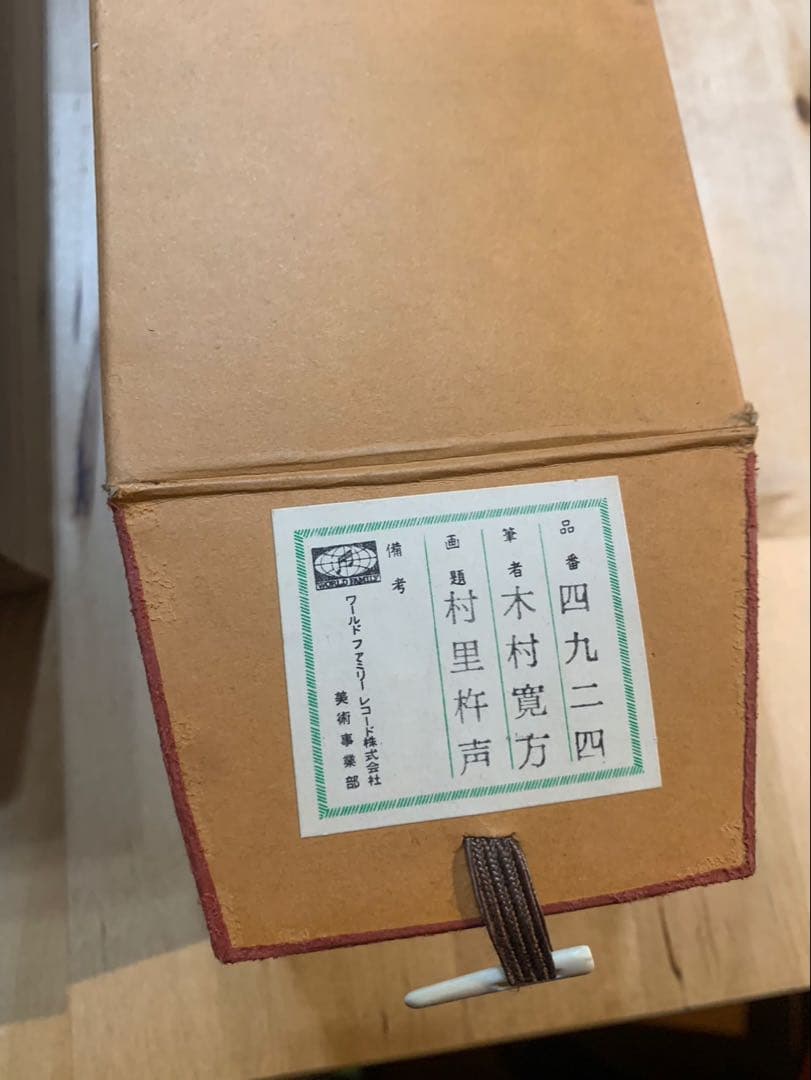 品番 四九二四
筆者 木村寛方
画題 村里杵声
備考
WORLD FAMILY
ワールドファミリーレコード株式会社
美術事業部